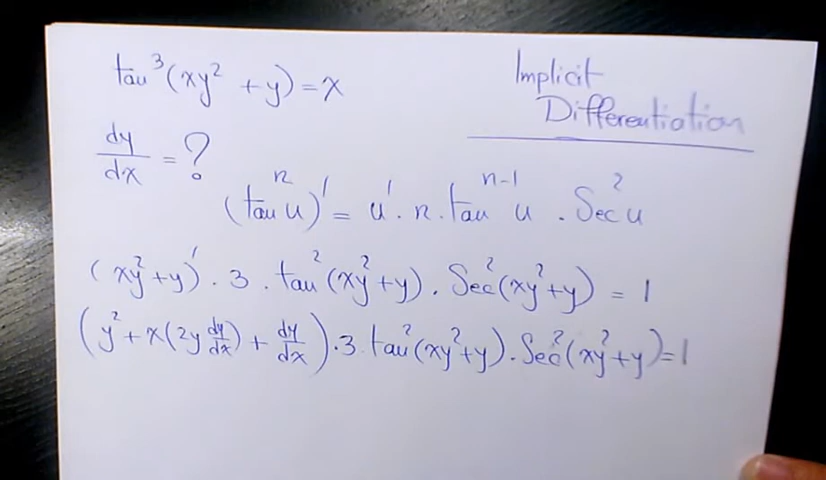 tan³(xy² + y) = x
Implicit
Differentiation
dy/dx = ?
(tanⁿ u)' = u' . n . tanⁿ⁻¹ u . Sec² u
(xy² + y)' . 3 . tan²(xy² + y) . Sec²(xy² + y) = 1
(y² + x(2y dy/dx) + dy/dx) . 3 . tan²(xy² + y) . Sec²(xy² + y) = 1